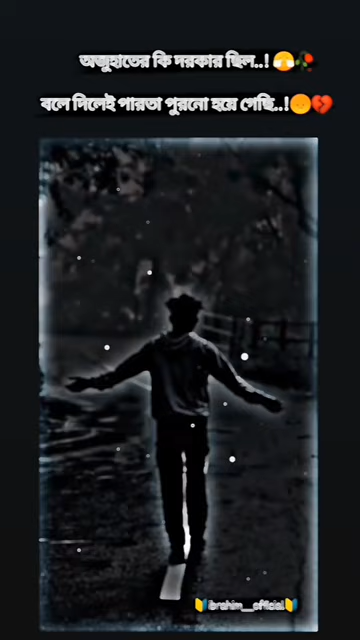 অজুহাতের কি দরকার ছিল..! 😤🥀
বলে দিলেই পারতা পুরনো হয়ে গেছি..!😊💔
🔰ibrahim__official🔰